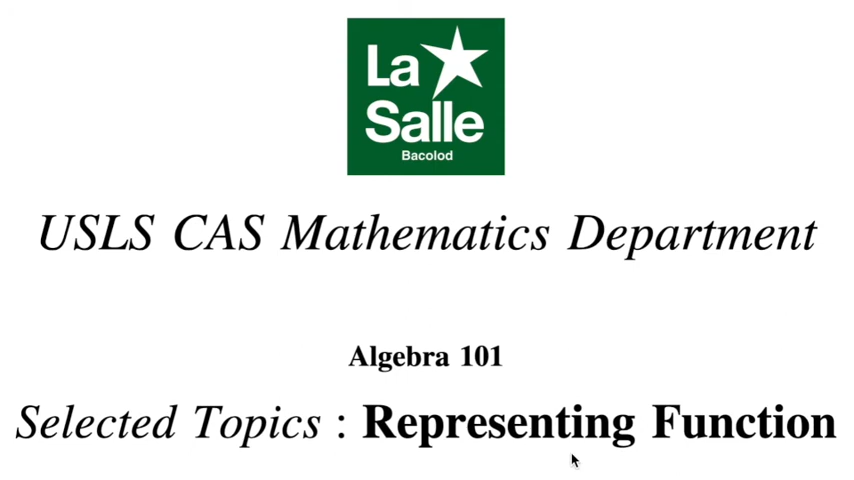 La
Salle
Bacolod
USLS CAS Mathematics Department
Algebra 101
Selected Topics : Representing Function